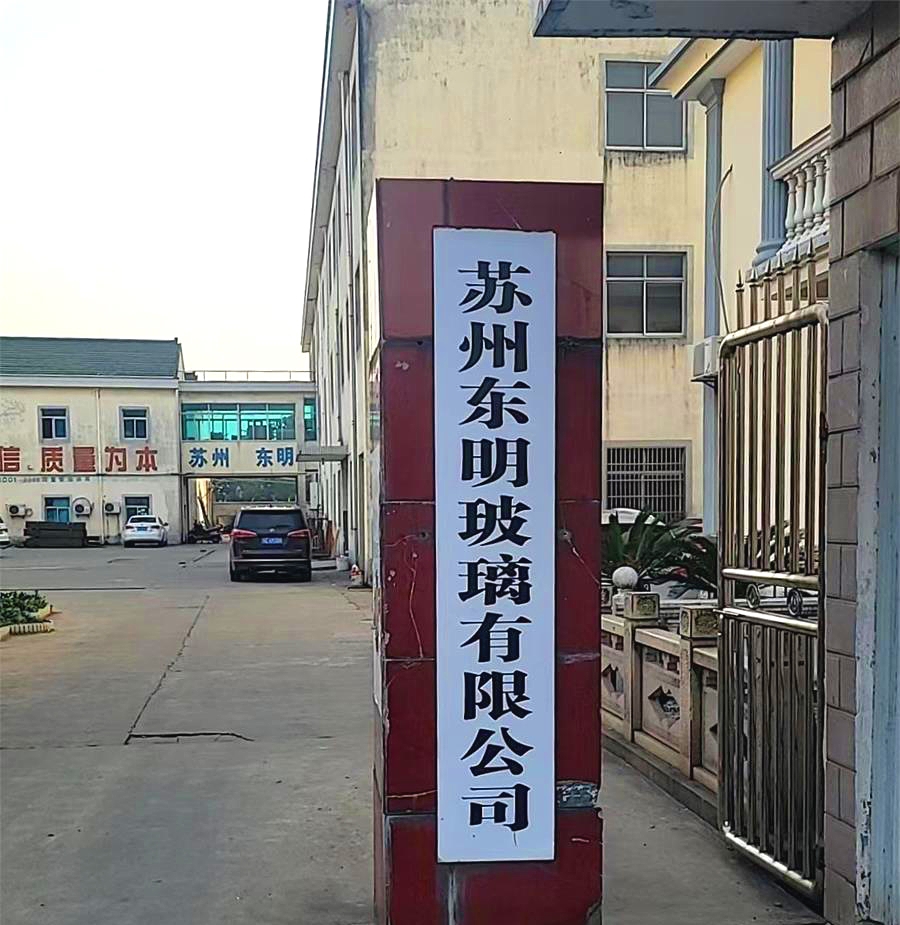 苏州东明玻璃有限公司
信 质量为本
苏州 东明